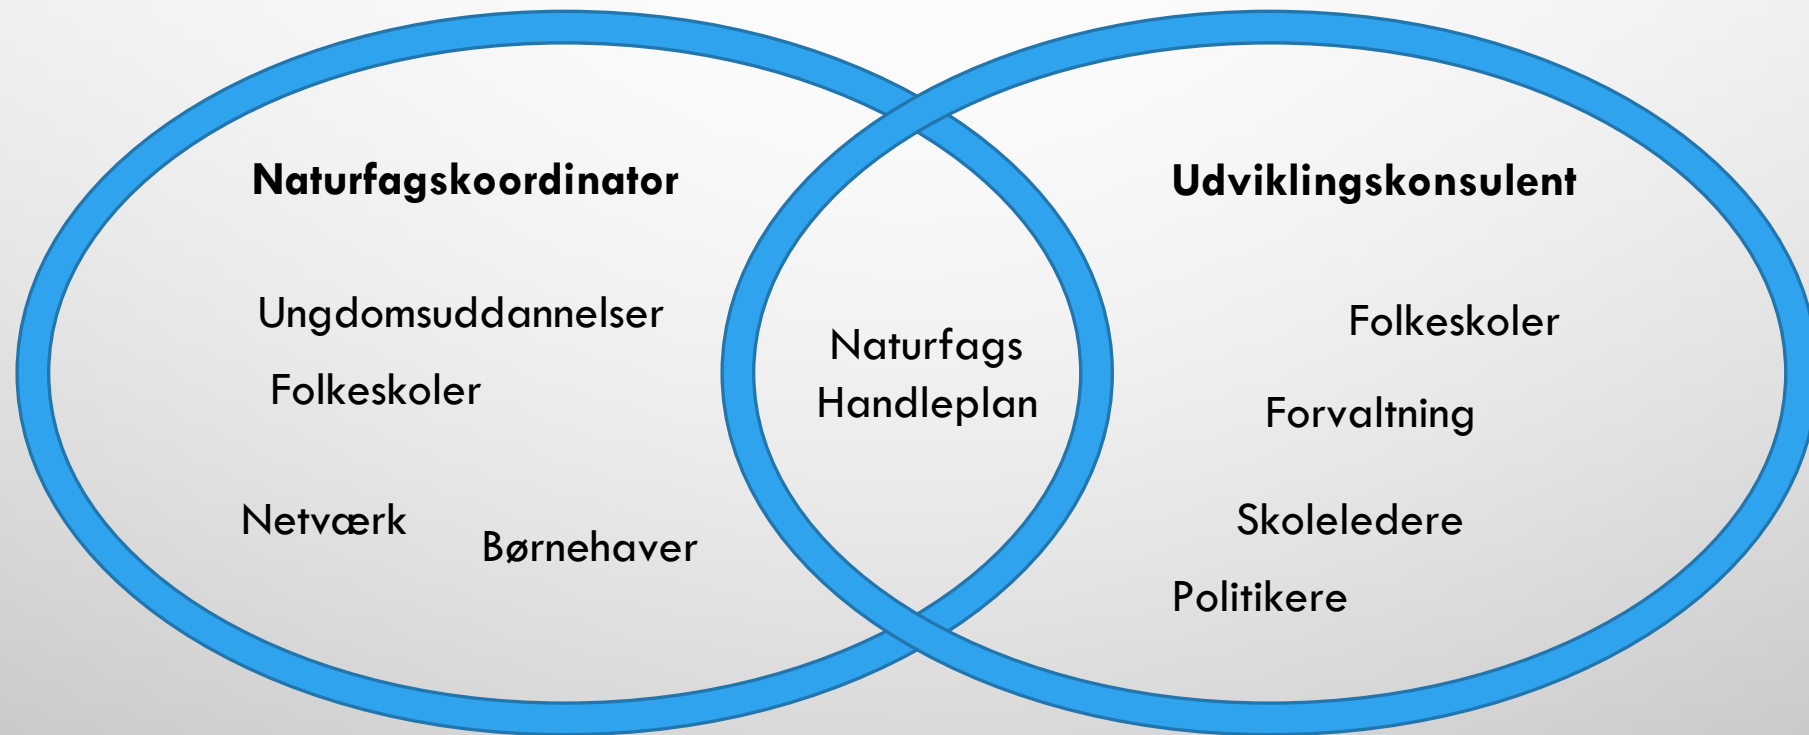 Naturfagskoordinator
Ungdomsuddannelser
Folkeskoler
Netværk
Børnehaver
Naturfags
Handleplan
Udviklingskonsulent
Folkeskoler
Forvaltning
Skoleledere
Politikere